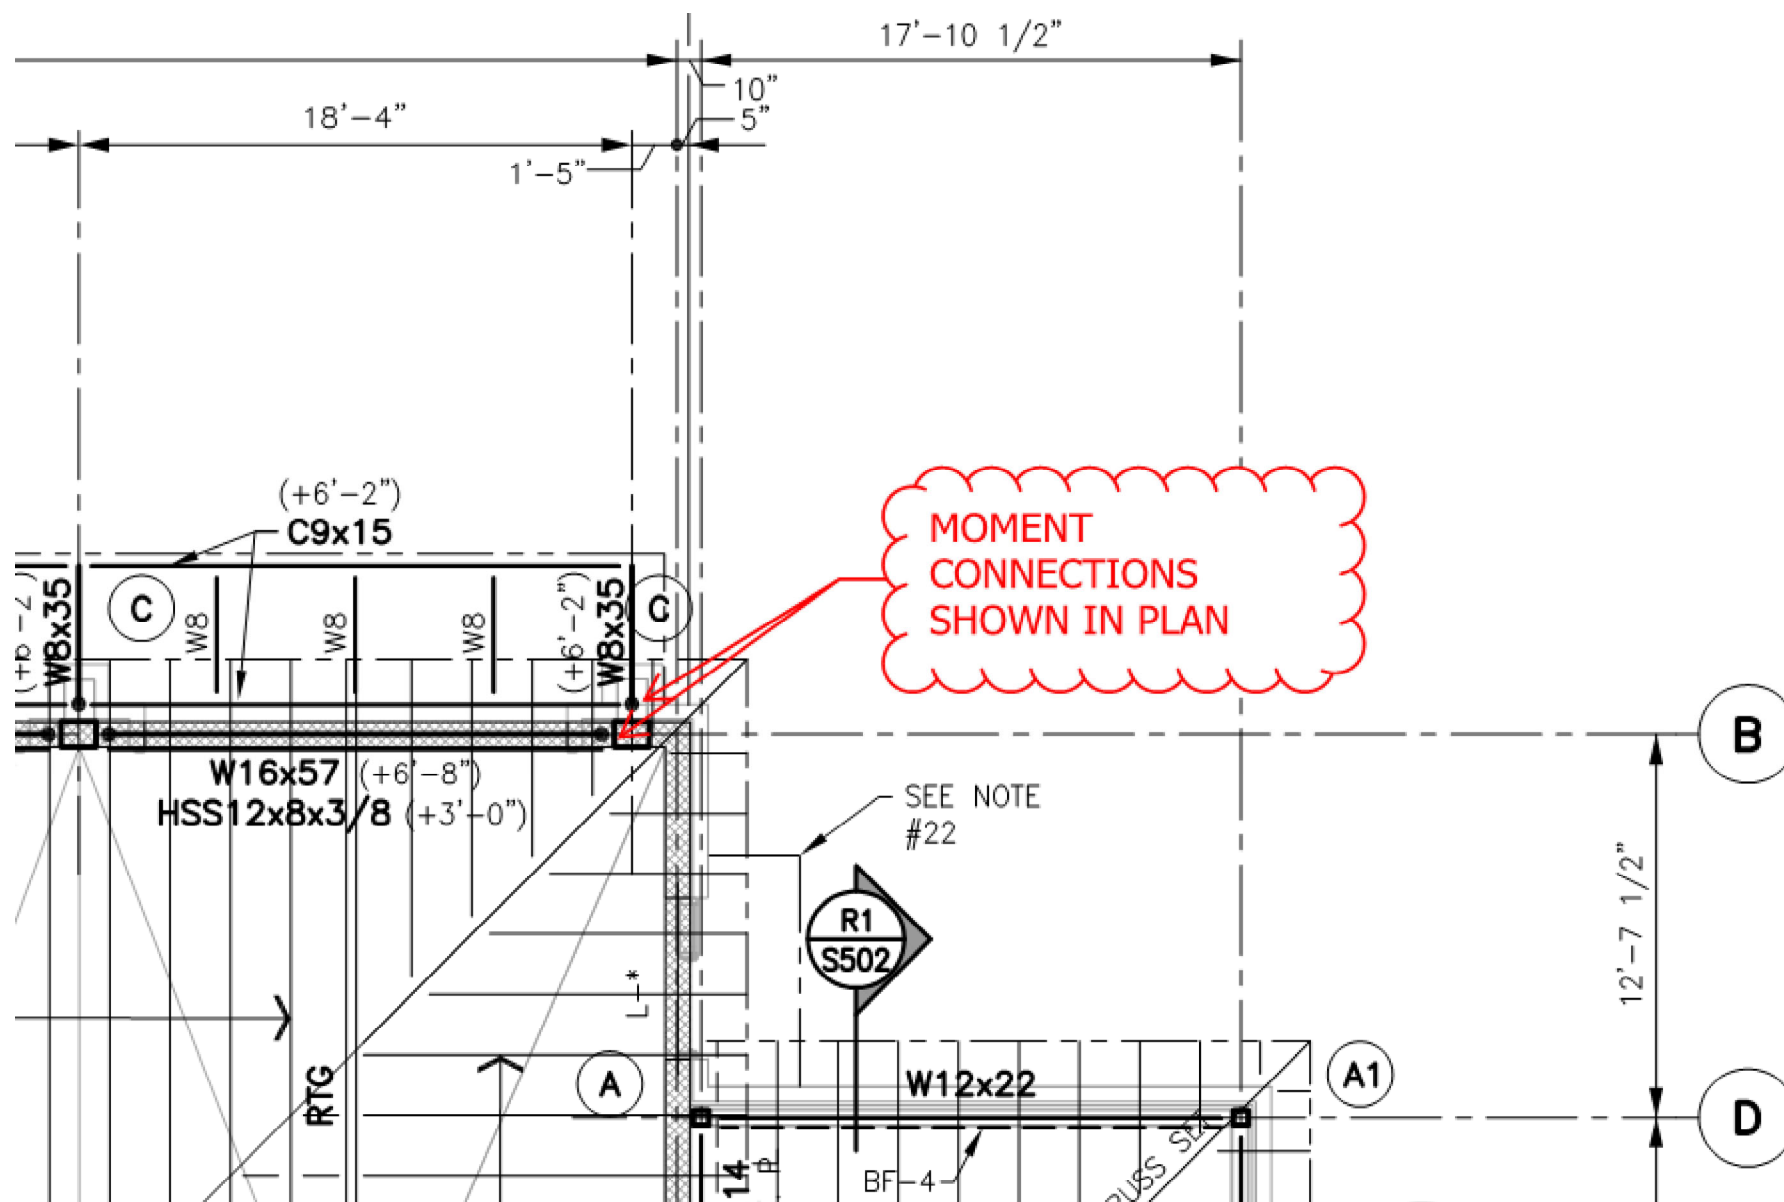 17'-10 1/2"
10"
18'-4"
5"
1'-5"
(+6'-2")
C9x15
MOMENT
CONNECTIONS
SHOWN IN PLAN
W8x35
C
W8
W8
W8
(+6'-2")
W8x35
C
B
W16x57 (+6'-8")
HSS12x8x3/8 (+3'-0")
SEE NOTE
#22
R1
S502
12'-7 1/2"
L-*
RTG
A
W12x22
A1
D
BF-4
14
P